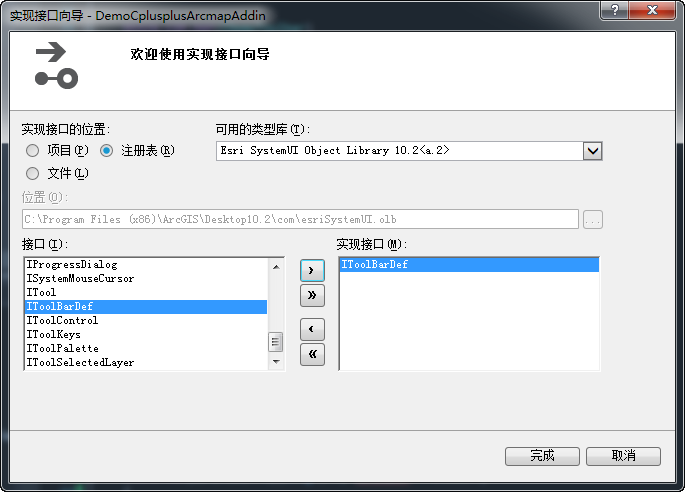 实现接口向导 - DemoCplusplusArcmapAddin
欢迎使用实现接口向导
实现接口的位置:
项目(P)
注册表(R)
文件(L)
可用的类型库(T):
Esri SystemUI Object Library 10.2<a.2>
位置(O):
C:\Program Files (x86)\ArcGIS\Desktop10.2\com\esriSystemUI.olb
...
接口(I):
IProgressDialog
ISystemMouseCursor
ITool
IToolBarDef
IToolControl
IToolKeys
IToolPalette
IToolSelectedLayer
>
»
<
«
实现接口(M):
IToolBarDef
完成
取消